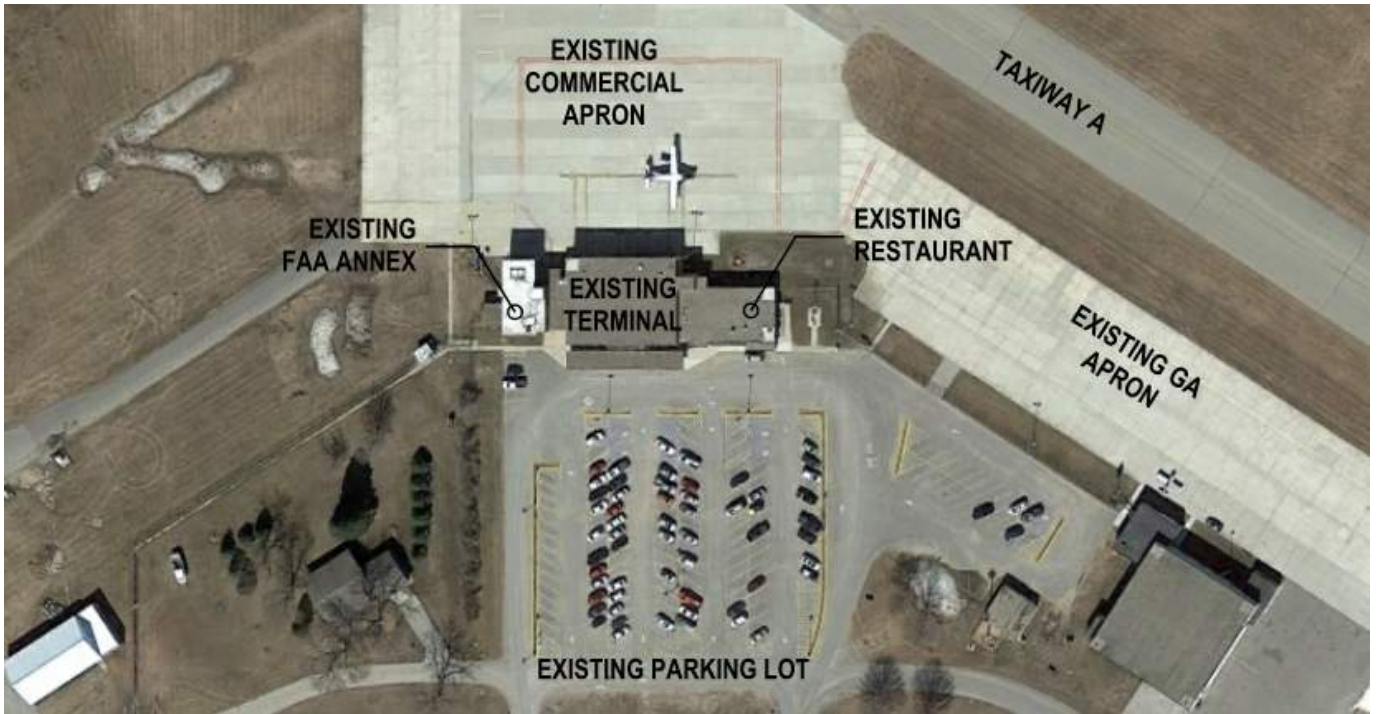 EXISTING
COMMERCIAL
APRON
TAXIWAY A
EXISTING
FAA ANNEX
EXISTING
RESTAURANT
EXISTING
TERMINAL
EXISTING GA
APRON
EXISTING PARKING LOT